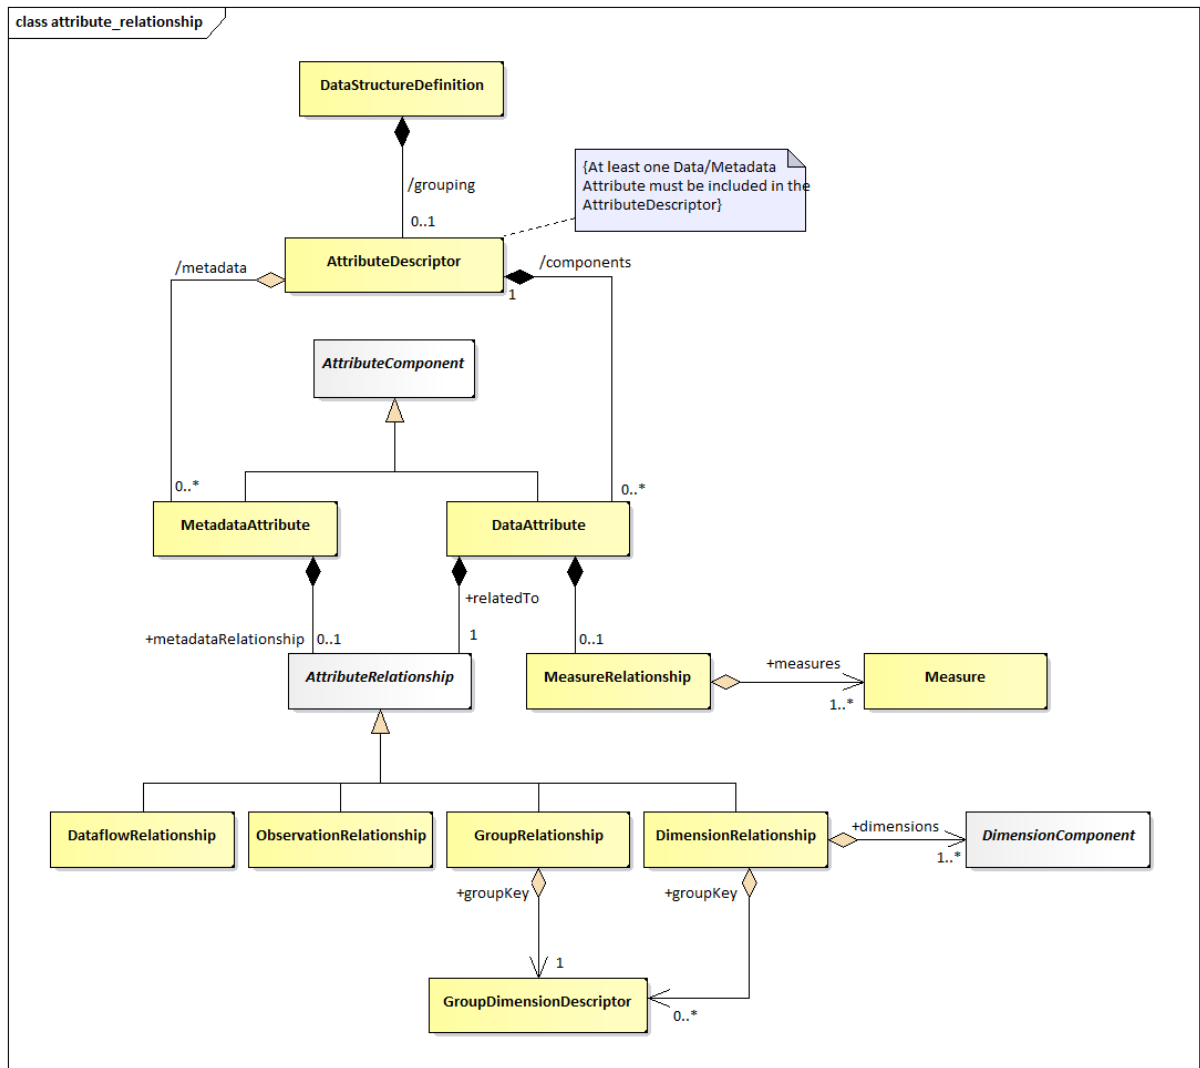 class attribute_relationship
DataStructureDefinition
{At least one Data/Metadata
Attribute must be included in the
AttributeDescriptor}
/grouping
0..1
AttributeDescriptor
/metadata
/components
1
AttributeComponent
0..*
0..*
MetadataAttribute
DataAttribute
+relatedTo
+metadataRelationship
0..1
1
0..1
AttributeRelationship
MeasureRelationship
+measures
1..*
Measure
DataflowRelationship
ObservationRelationship
GroupRelationship
DimensionRelationship
+dimensions
1..*
DimensionComponent
+groupKey
+groupKey
1
GroupDimensionDescriptor
0..*